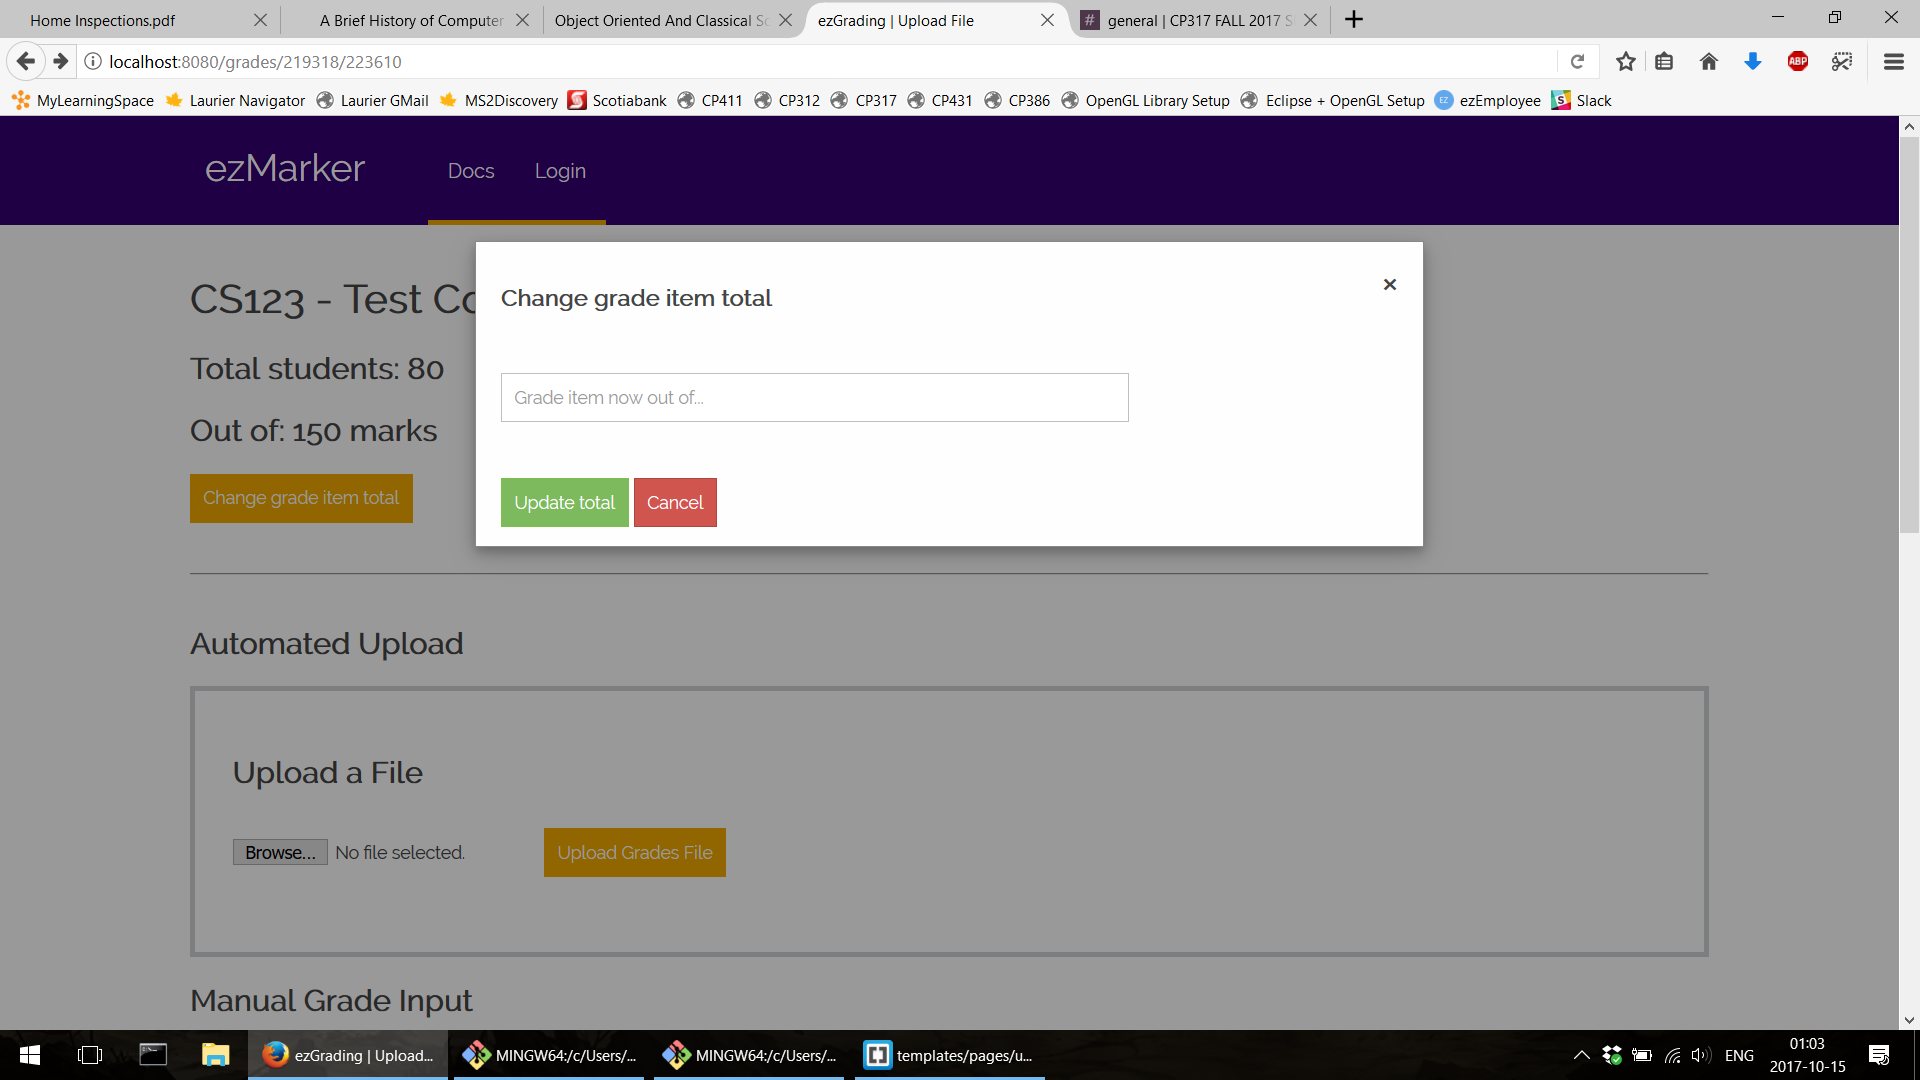 Home Inspections.pdf
A Brief History of Computer
Object Oriented And Classical Sc
ezGrading | Upload File
# general | CP317 FALL 2017 S
localhost:8080/grades/219318/223610
ABP
MyLearningSpace
Laurier Navigator
Laurier GMail
MS2Discovery
Scotiabank
CP411
CP312
CP317
CP431
CP386
OpenGL Library Setup
Eclipse + OpenGL Setup
EZ ezEmployee
Slack
ezMarker
Docs
Login
CS123 - Test Co
Total students: 80
Out of: 150 marks
Change grade item total
Change grade item total
×
Grade item now out of...
Update total
Cancel
Automated Upload
Upload a File
Browse...
No file selected.
Upload Grades File
Manual Grade Input
ezGrading | Upload...
MINGW64:/c/Users/...
MINGW64:/c/Users/...
templates/pages/u...
ENG
01:03
2017-10-15